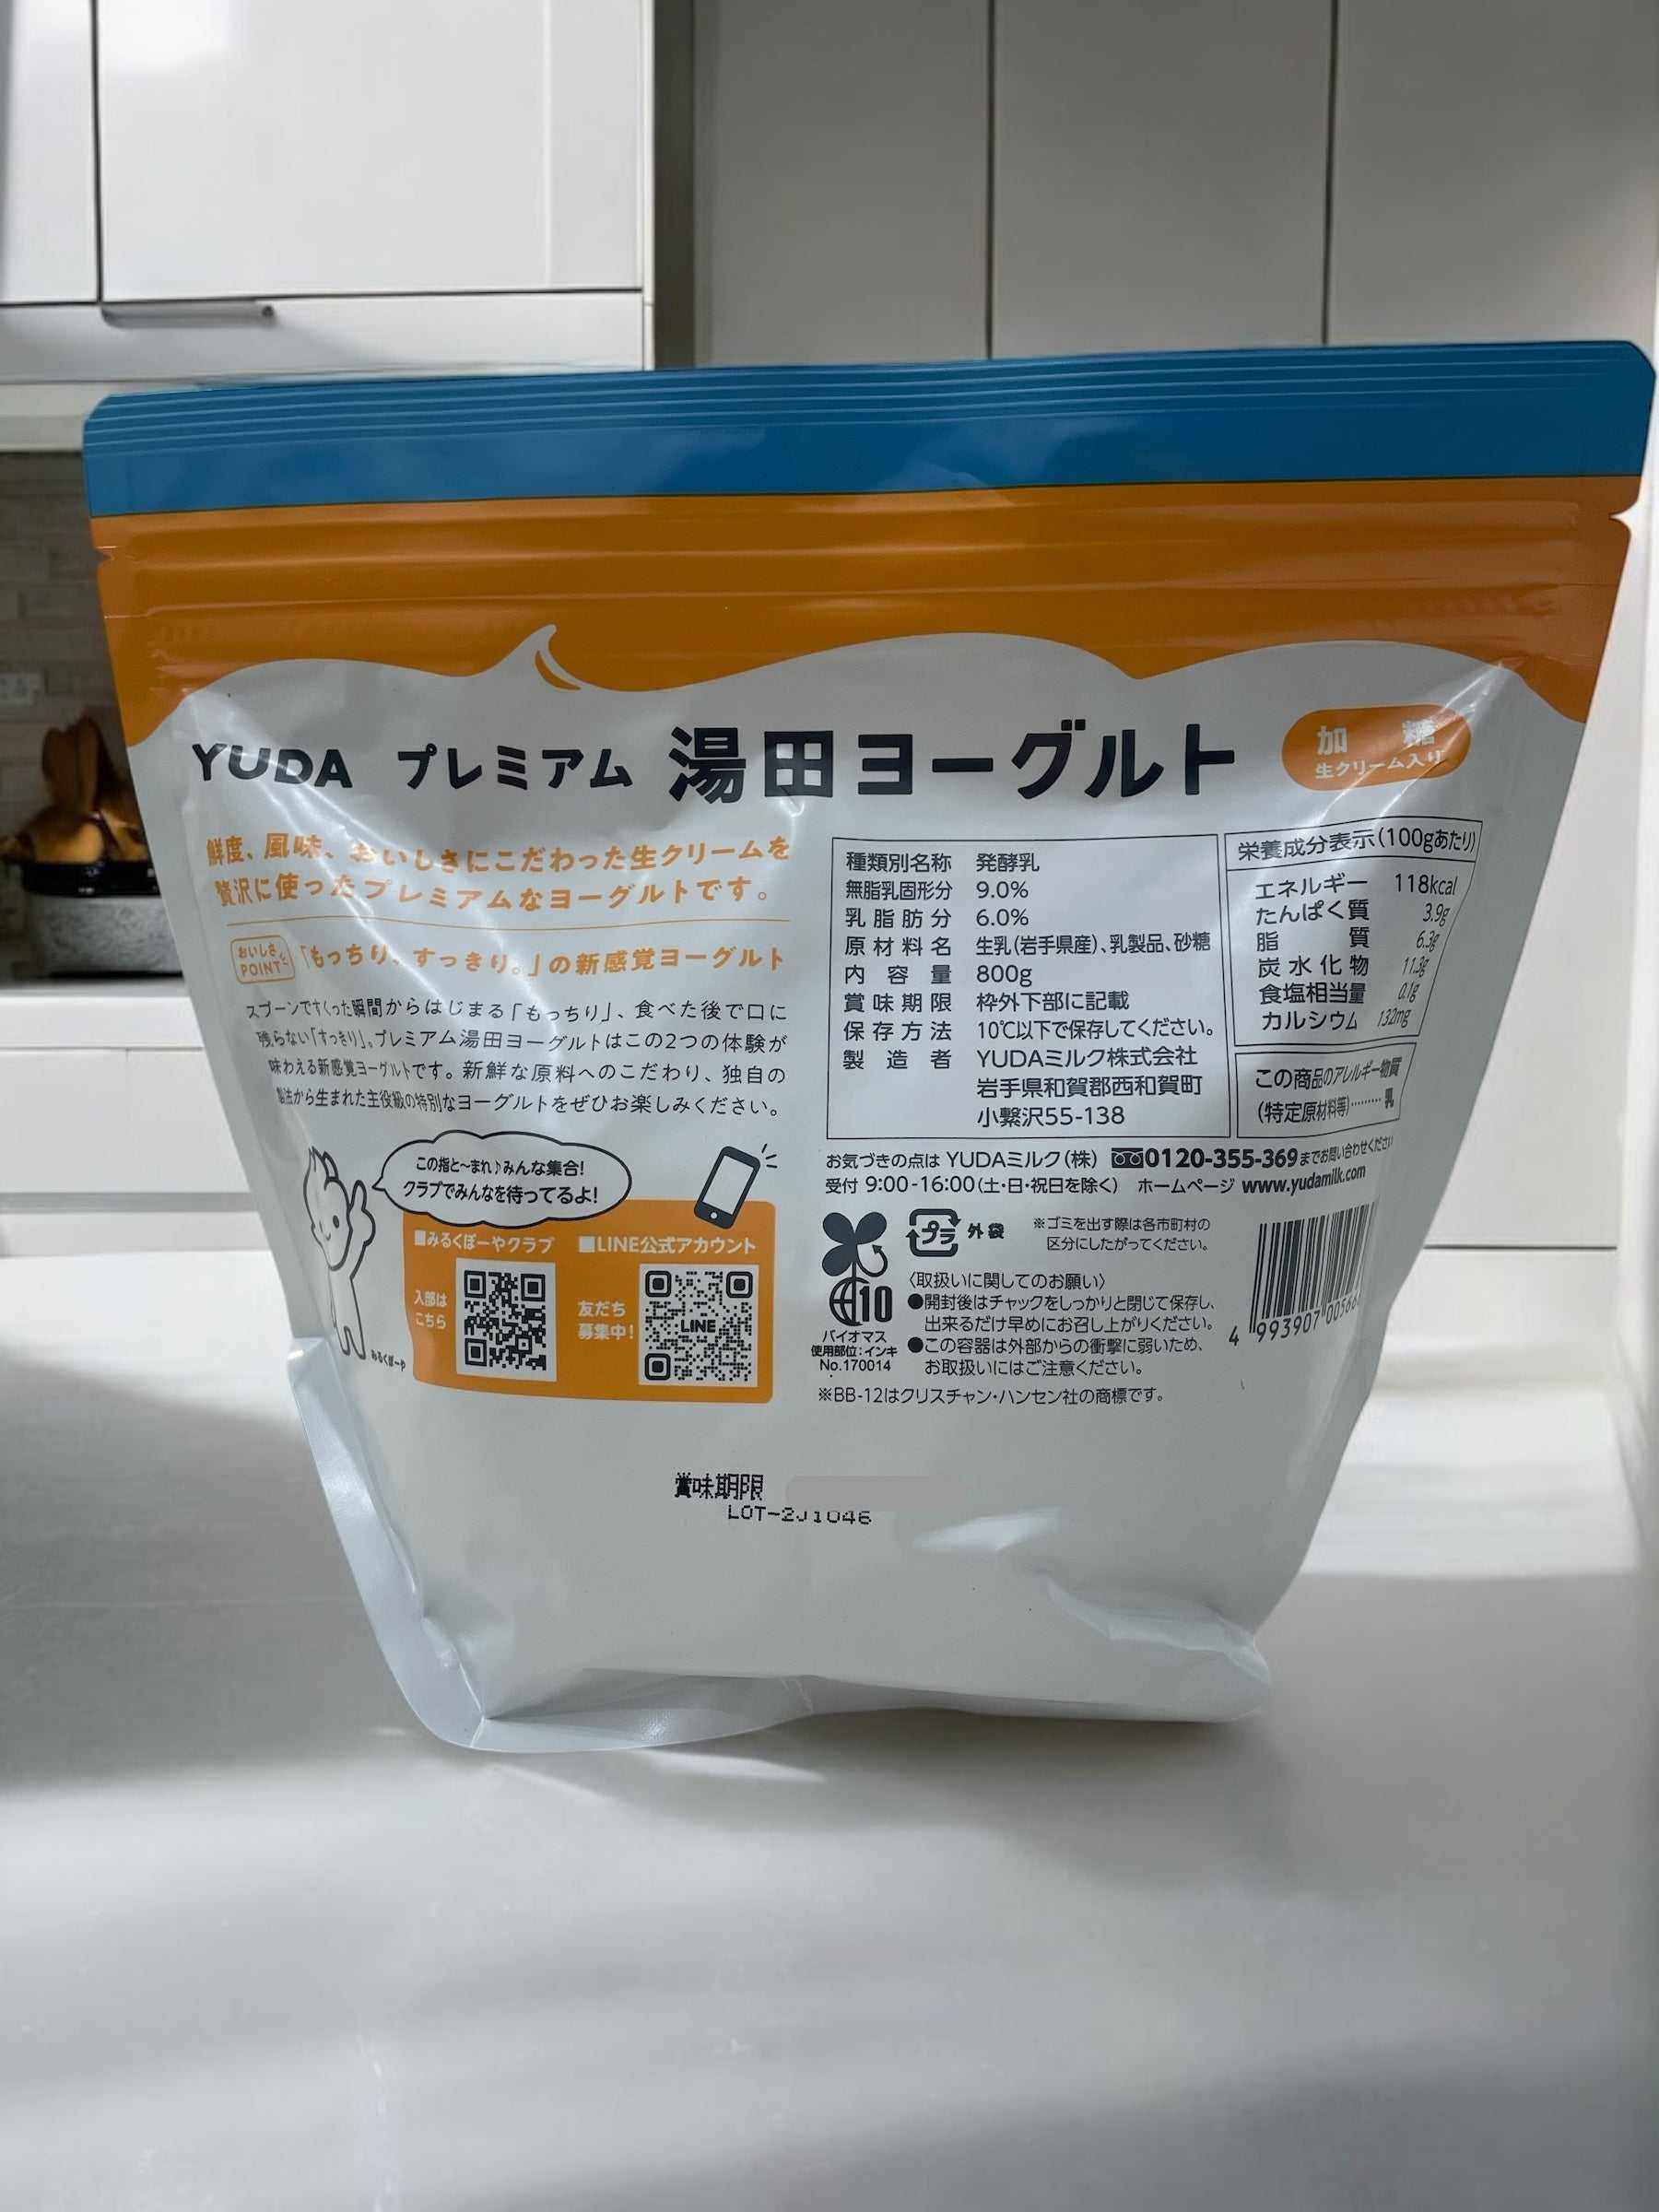 YUDA プレミアム 湯田ヨーグルト
加糖
生クリーム入り
鮮度、風味、おいしさにこだわった生クリームを
贅沢に使ったプレミアムなヨーグルトです。
おいしさ
POINT
「もっちり、すっきり。」の新感覚ヨーグルト
スプーンですくった瞬間からはじまる「もっちり」、食べた後で口に
残らない「すっきり」。プレミアム湯田ヨーグルトはこの2つの体験が
味わえる新感覚ヨーグルトです。新鮮な原料へのこだわり、独自の
製法から生まれた主役級の特別なヨーグルトをぜひお楽しみください。
この指と〜まれ♪みんな集合!
クラブでみんなを待ってるよ!
■みるくぼーやクラブ
入部は
こちら
■LINE公式アカウント
友だち
募集中!
LINE
みるくぼーや
種類別名称 発酵乳
無脂乳固形分 9.0%
乳脂肪分 6.0%
原材料名 生乳(岩手県産)、乳製品、砂糖
内容量 800g
賞味期限 枠外下部に記載
保存方法 10℃以下で保存してください。
製造者 YUDAミルク株式会社
岩手県和賀郡西和賀町
小繋沢55-138
栄養成分表示(100gあたり)
エネルギー 118kcal
たんぱく質 3.9g
脂質 6.3g
炭水化物 11.3g
食塩相当量 0.1g
カルシウム 132mg
この商品のアレルギー物質
(特定原材料等)………乳
お気づきの点は YUDAミルク(株) 0120-355-369までお問い合わせください
受付 9:00-16:00(土・日・祝日を除く) ホームページ www.yudamilk.com
プラ 外袋
※ゴミを出す際は各市町村の
区分にしたがってください。
10
バイオマス
使用部位:インキ
No.170014
〈取扱いに関してのお願い〉
●開封後はチャックをしっかりと閉じて保存し、
出来るだけ早めにお召し上がりください。
●この容器は外部からの衝撃に弱いため、
お取扱いにはご注意ください。
※BB-12はクリスチャン・ハンセン社の商標です。
4 993907 00566
賞味期限
LOT-2J1046